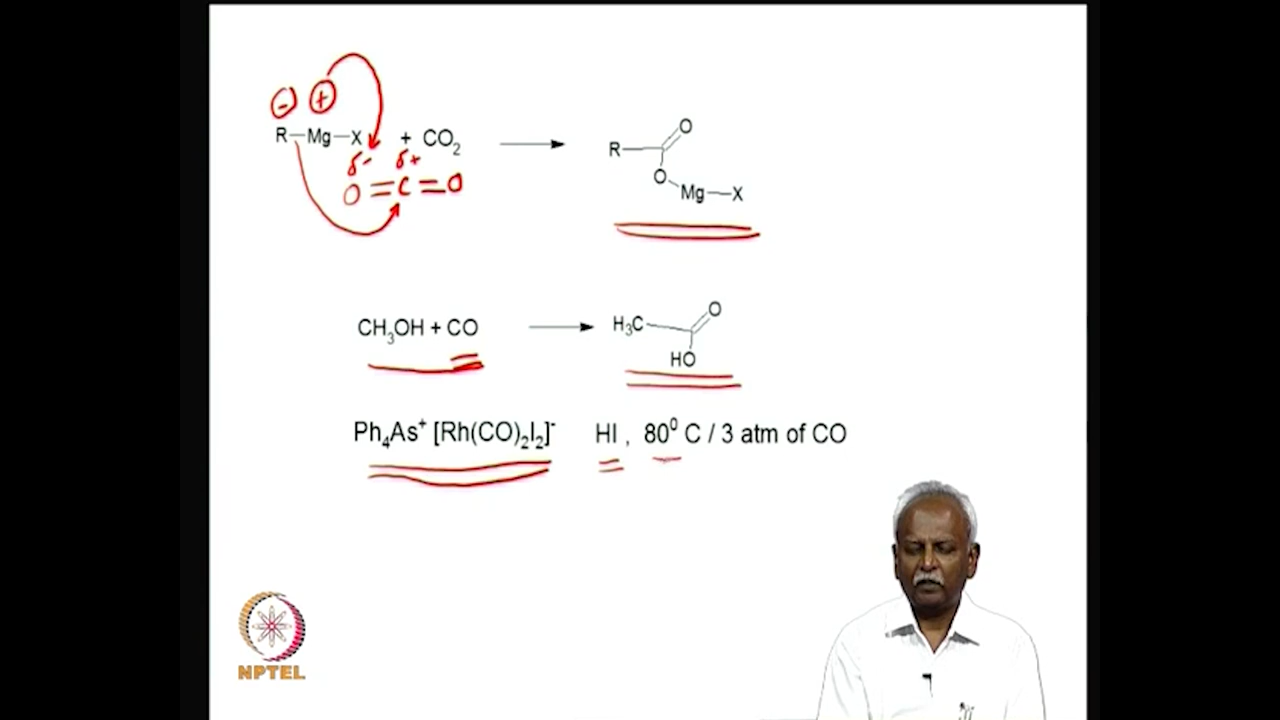 ⊖ ⊕
R—Mg—X + CO₂ → R O O Mg—X
δ- δ+
O=C=O
CH₃OH + CO → H₃C O HO
Ph₄As⁺ [Rh(CO)₂I₂]⁻ HI , 80⁰ C / 3 atm of CO
NPTEL